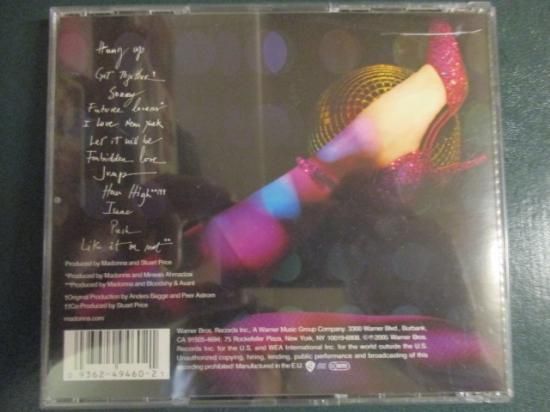 Hung up
Get Together†
Sorry
Future lovers*
I Love New York
Let it will be
Forbidden love
Jump
How High**†††
Isaac
Push
Like it or not**
Produced by Madonna and Stuart Price
*Produced by Madonna and Mirwais Ahmadzaï
**Produced by Madonna and Bloodshy & Avant
†Original Production by Anders Bagge and Peer Astrom
††Co-Produced by Stuart Price
madonna.com
0 9362-49460-2
Warner Bros. Records Inc., A Warner Music Group Company. 3300 Warner Blvd., Burbank,
CA 91505-4694; 75 Rockefeller Plaza, New York, NY 10019-6908. ©℗2005 Warner Bros.
Records Inc. for the U.S. and WEA International Inc. for the world outside the U.S.
Unauthorized copying, hiring, lending, public performance and broadcasting of this
recording prohibited! Manufactured in the E.U.